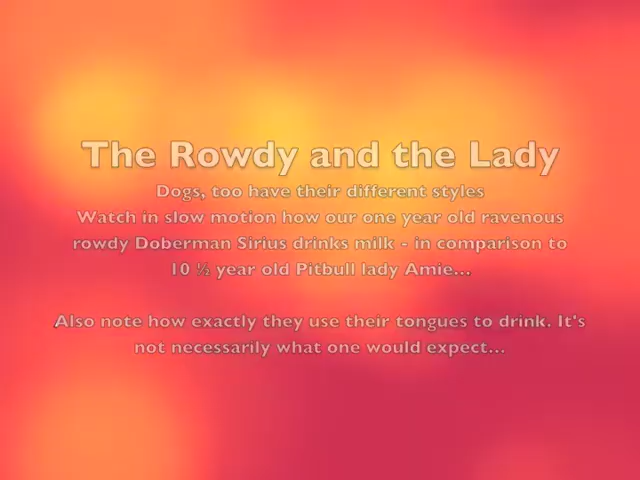 The Rowdy and the Lady
Dogs, too have their different styles
Watch in slow motion how our one year old ravenous
rowdy Doberman Sirius drinks milk - in comparison to
10 ½ year old Pitbull lady Amie...
Also note how exactly they use their tongues to drink. It's
not necessarily what one would expect...